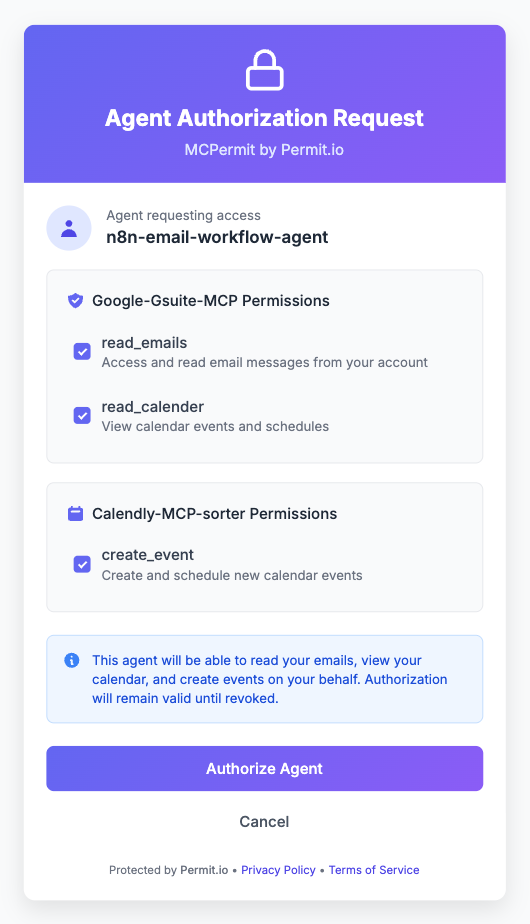 Agent Authorization Request
MCPermit by Permit.io
Agent requesting access
n8n-email-workflow-agent
Google-Gsuite-MCP Permissions
read_emails
Access and read email messages from your account
read_calender
View calendar events and schedules
Calendly-MCP-sorter Permissions
create_event
Create and schedule new calendar events
This agent will be able to read your emails, view your
calendar, and create events on your behalf. Authorization
will remain valid until revoked.
Authorize Agent
Cancel
Protected by Permit.io • Privacy Policy • Terms of Service